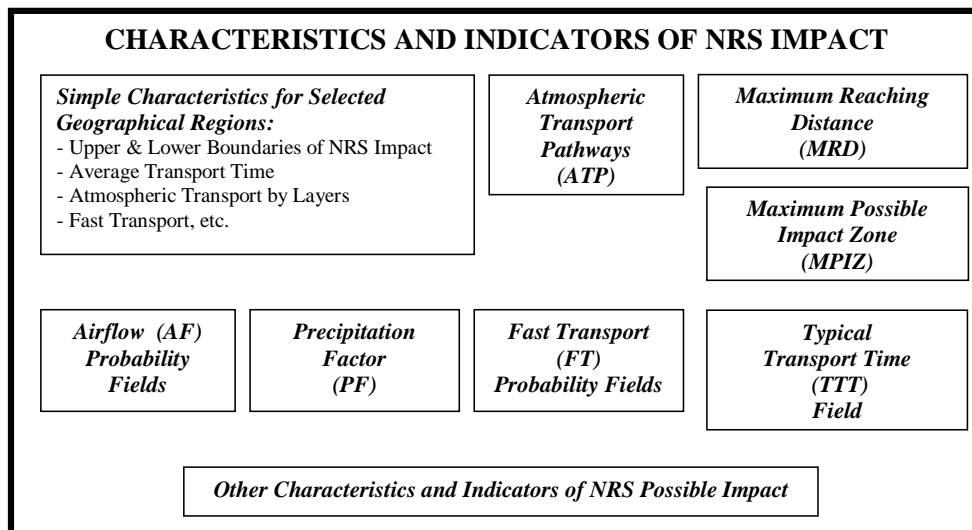 CHARACTERISTICS AND INDICATORS OF NRS IMPACT
Simple Characteristics for Selected
Geographical Regions:
- Upper & Lower Boundaries of NRS Impact
- Average Transport Time
- Atmospheric Transport by Layers
- Fast Transport, etc.
Atmospheric
Transport
Pathways
(ATP)
Maximum Reaching
Distance
(MRD)
Maximum Possible
Impact Zone
(MPIZ)
Airflow (AF)
Probability
Fields
Precipitation
Factor
(PF)
Fast Transport
(FT)
Probability Fields
Typical
Transport Time
(TTT)
Field
Other Characteristics and Indicators of NRS Possible Impact